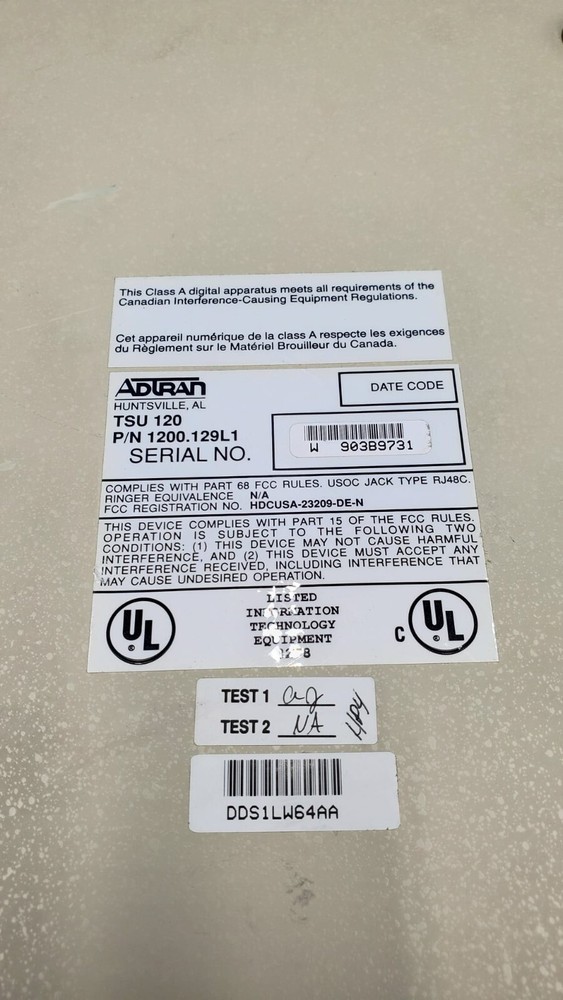 This Class A digital apparatus meets all requirements of the
Canadian Interference-Causing Equipment Regulations.
Cet appareil numérique de la class A respecte les exigences
du Règlement sur le Matériel Brouilleur du Canada.
ADTRAN
HUNTSVILLE, AL
DATE CODE
TSU 120
P/N 1200.129L1
SERIAL NO.
W 903B9731
COMPLIES WITH PART 68 FCC RULES. USOC JACK TYPE RJ48C.
RINGER EQUIVALENCE N/A
FCC REGISTRATION NO. HDCUSA-23209-DE-N
THIS DEVICE COMPLIES WITH PART 15 OF THE FCC RULES.
OPERATION IS SUBJECT TO THE FOLLOWING TWO
CONDITIONS: (1) THIS DEVICE MAY NOT CAUSE HARMFUL
INTERFERENCE, AND (2) THIS DEVICE MUST ACCEPT ANY
INTERFERENCE RECEIVED, INCLUDING INTERFERENCE THAT
MAY CAUSE UNDESIRED OPERATION.
UL
LISTED
INFORMATION
TECHNOLOGY
EQUIPMENT
C UL
TEST 1
TEST 2 NA
DDS1LW64AA